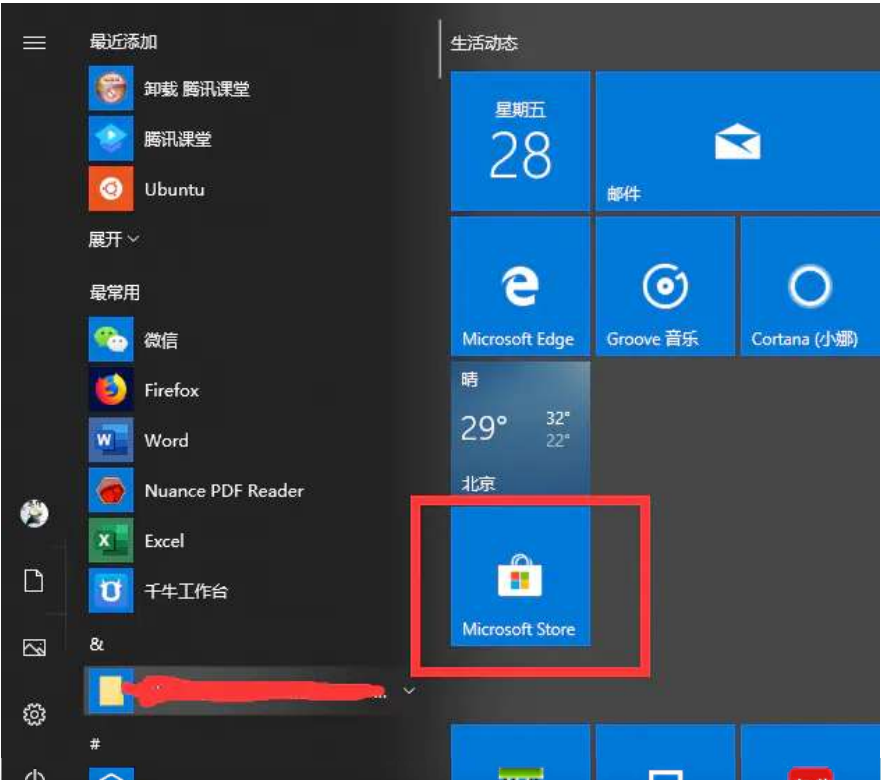 最近添加
卸载 腾讯课堂
腾讯课堂
Ubuntu
展开
最常用
微信
Firefox
Word
Nuance PDF Reader
Excel
千牛工作台
&
...
#
生活动态
星期五
28
邮件
Microsoft Edge
Groove 音乐
Cortana (小娜)
晴
29°
32°
22°
北京
Microsoft Store